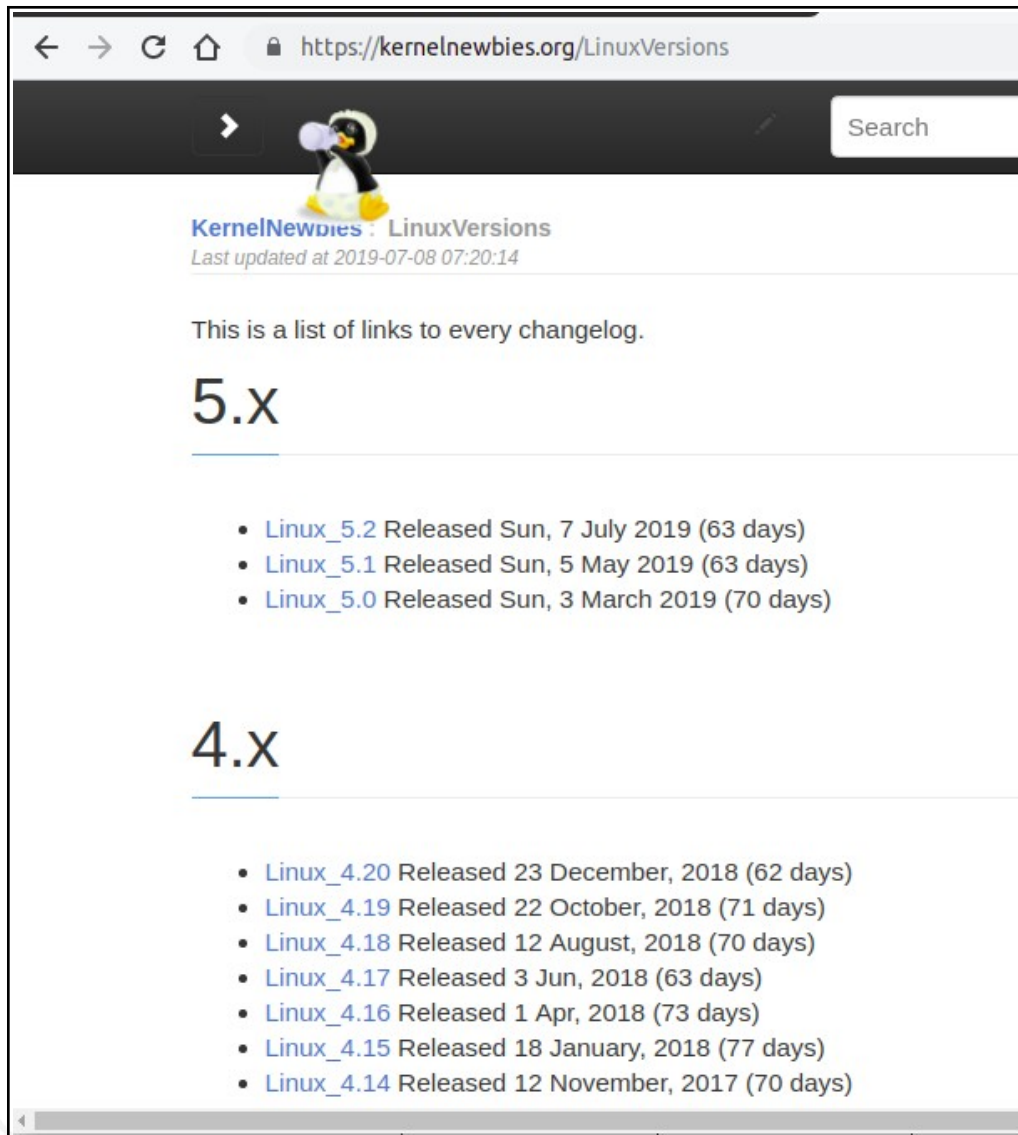 https://kernelnewbies.org/LinuxVersions
Search
KernelNewbies : LinuxVersions
Last updated at 2019-07-08 07:20:14
This is a list of links to every changelog.
5.x
Linux_5.2 Released Sun, 7 July 2019 (63 days)
Linux_5.1 Released Sun, 5 May 2019 (63 days)
Linux_5.0 Released Sun, 3 March 2019 (70 days)
4.x
Linux_4.20 Released 23 December, 2018 (62 days)
Linux_4.19 Released 22 October, 2018 (71 days)
Linux_4.18 Released 12 August, 2018 (70 days)
Linux_4.17 Released 3 Jun, 2018 (63 days)
Linux_4.16 Released 1 Apr, 2018 (73 days)
Linux_4.15 Released 18 January, 2018 (77 days)
Linux_4.14 Released 12 November, 2017 (70 days)